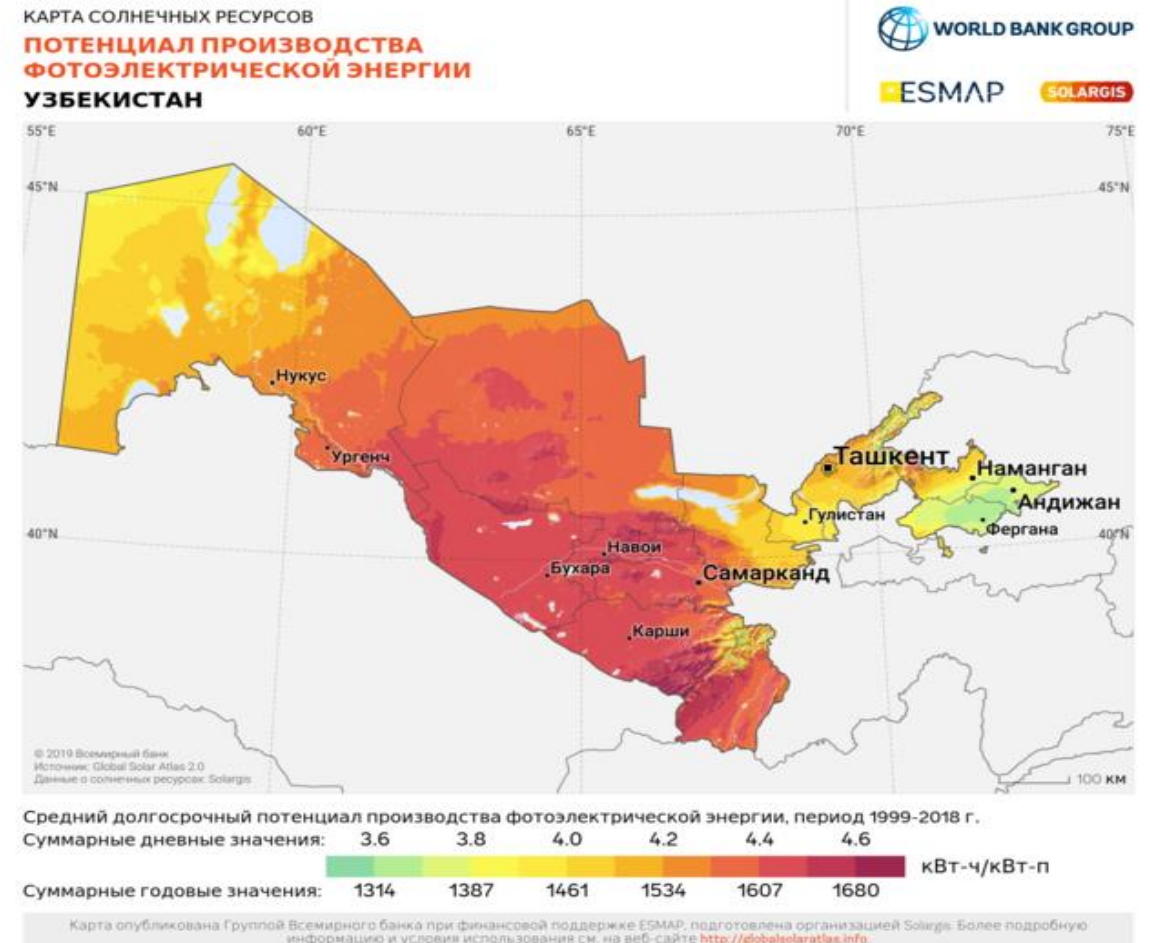 КАРТА СОЛНЕЧНЫХ РЕСУРСОВ
ПОТЕНЦИАЛ ПРОИЗВОДСТВА
ФОТОЭЛЕКТРИЧЕСКОЙ ЭНЕРГИИ
УЗБЕКИСТАН
WORLD BANK GROUP
ESMAP
SOLARGIS
55°E 60°E 65°E 70°E 75°E
45°N 45°N
Нукус
Ургенч
Ташкент
Наманган
Андижан
Гулистан
Фергана
40°N 40°N
Навои
Бухара
Самарканд
Карши
© 2019 Всемирный банк
Источник: Global Solar Atlas 2.0
Данные о солнечных ресурсах: Solargis
100 км
Средний долгосрочный потенциал производства фотоэлектрической энергии, период 1999-2018 г.
Суммарные дневные значения: 3.6 3.8 4.0 4.2 4.4 4.6
кВт-ч/кВт-п
Суммарные годовые значения: 1314 1387 1461 1534 1607 1680
Карта опубликована Группой Всемирного банка при финансовой поддержке ESMAP, подготовлена организацией Solargis. Более подробную
информацию и условия использования см. на веб-сайте http://globalsolaratlas.info.